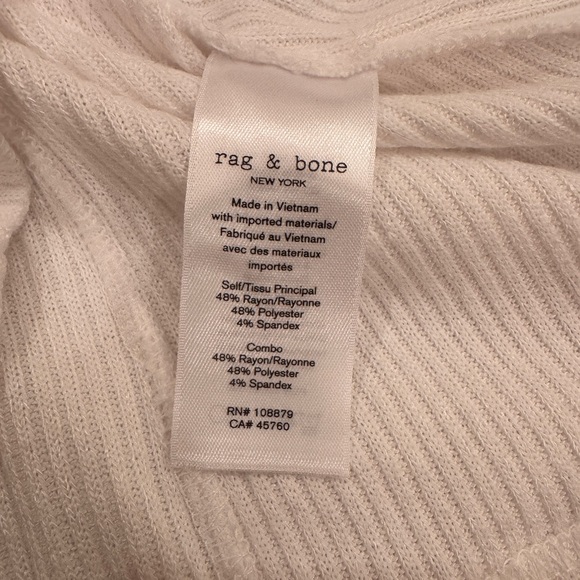 rag & bone
NEW YORK
Made in Vietnam
with imported materials/
Fabriqué au Vietnam
avec des materiaux
importés
Self/Tissu Principal
48% Rayon/Rayonne
48% Polyester
4% Spandex
Combo
48% Rayon/Rayonne
48% Polyester
4% Spandex
RN# 108879
CA# 45760